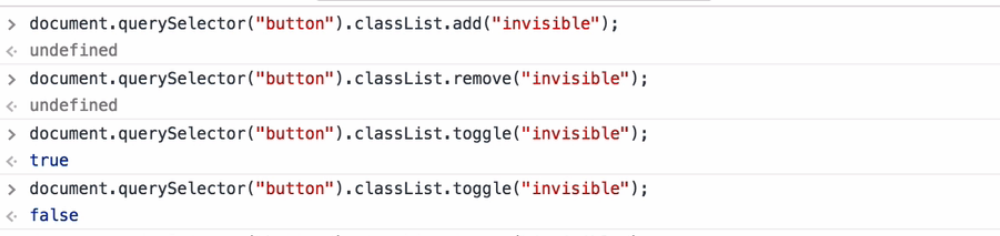 > document.querySelector("button").classList.add("invisible");
<· undefined
> document.querySelector("button").classList.remove("invisible");
<· undefined
> document.querySelector("button").classList.toggle("invisible");
<· true
> document.querySelector("button").classList.toggle("invisible");
<· false